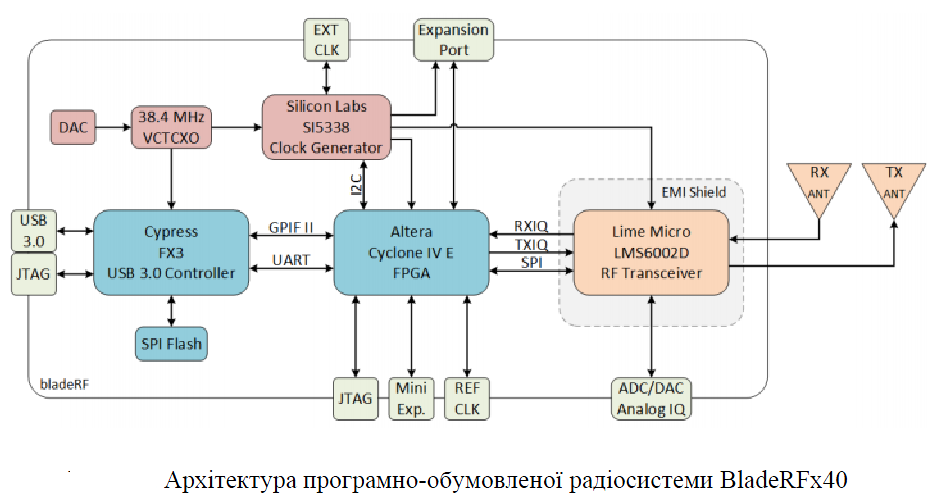 EXT
CLK
Expansion
Port
DAC
38.4 MHz
VCTCXO
Silicon Labs
SI5338
Clock Generator
I2C
EMI Shield
RX
ANT
TX
ANT
USB
3.0
JTAG
Cypress
FX3
USB 3.0 Controller
GPIF II
UART
Altera
Cyclone IV E
FPGA
RXIQ
TXIQ
SPI
Lime Micro
LMS6002D
RF Transceiver
SPI Flash
bladeRF
JTAG
Mini
Exp.
REF
CLK
ADC/DAC
Analog IQ
Архітектура програмно-обумовленої радіосистеми BladeRFx40